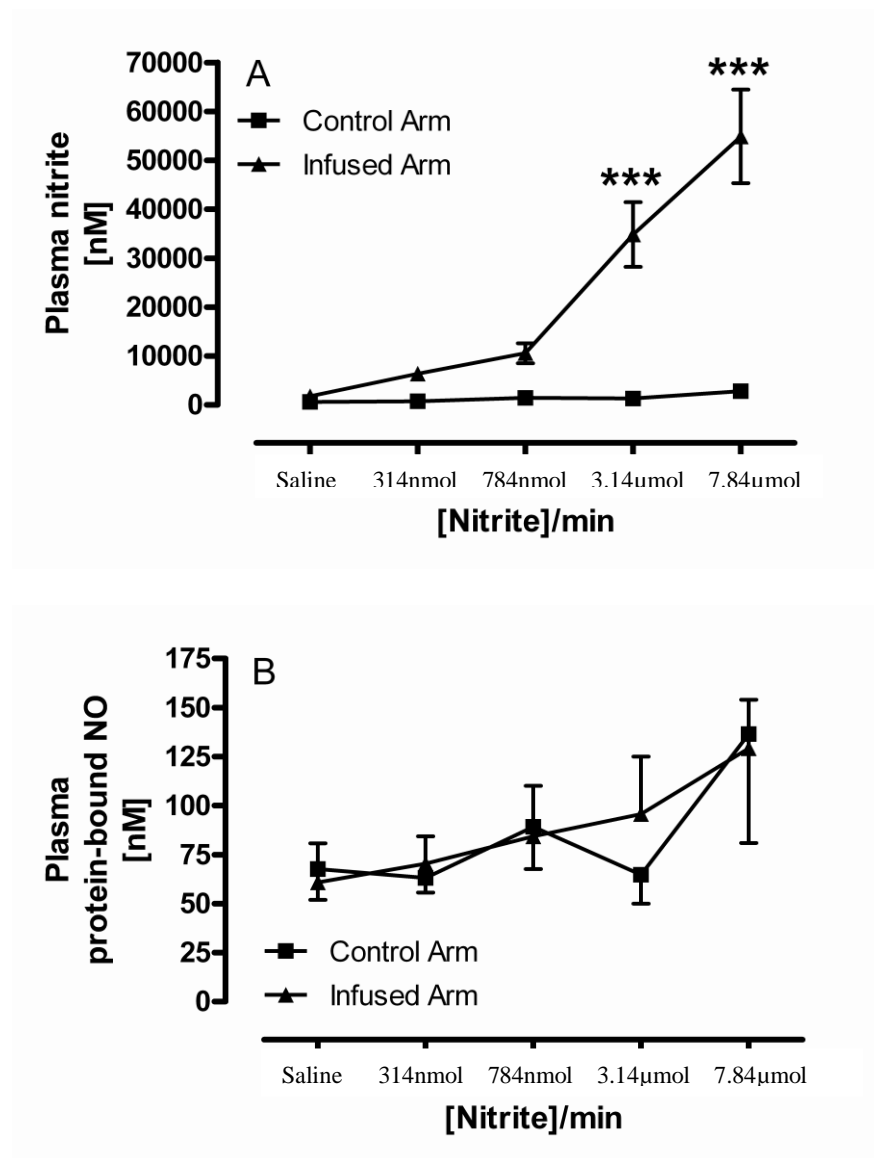 70000
A
***
60000
Control Arm
50000
Infused Arm
***
40000
30000
20000
10000
0
Plasma nitrite
[nM]
Saline 314nmol 784nmol 3.14µmol 7.84µmol
[Nitrite]/min
175
B
150
125
100
75
50
25
0
Plasma
protein-bound NO
[nM]
Control Arm
Infused Arm
Saline 314nmol 784nmol 3.14µmol 7.84µmol
[Nitrite]/min